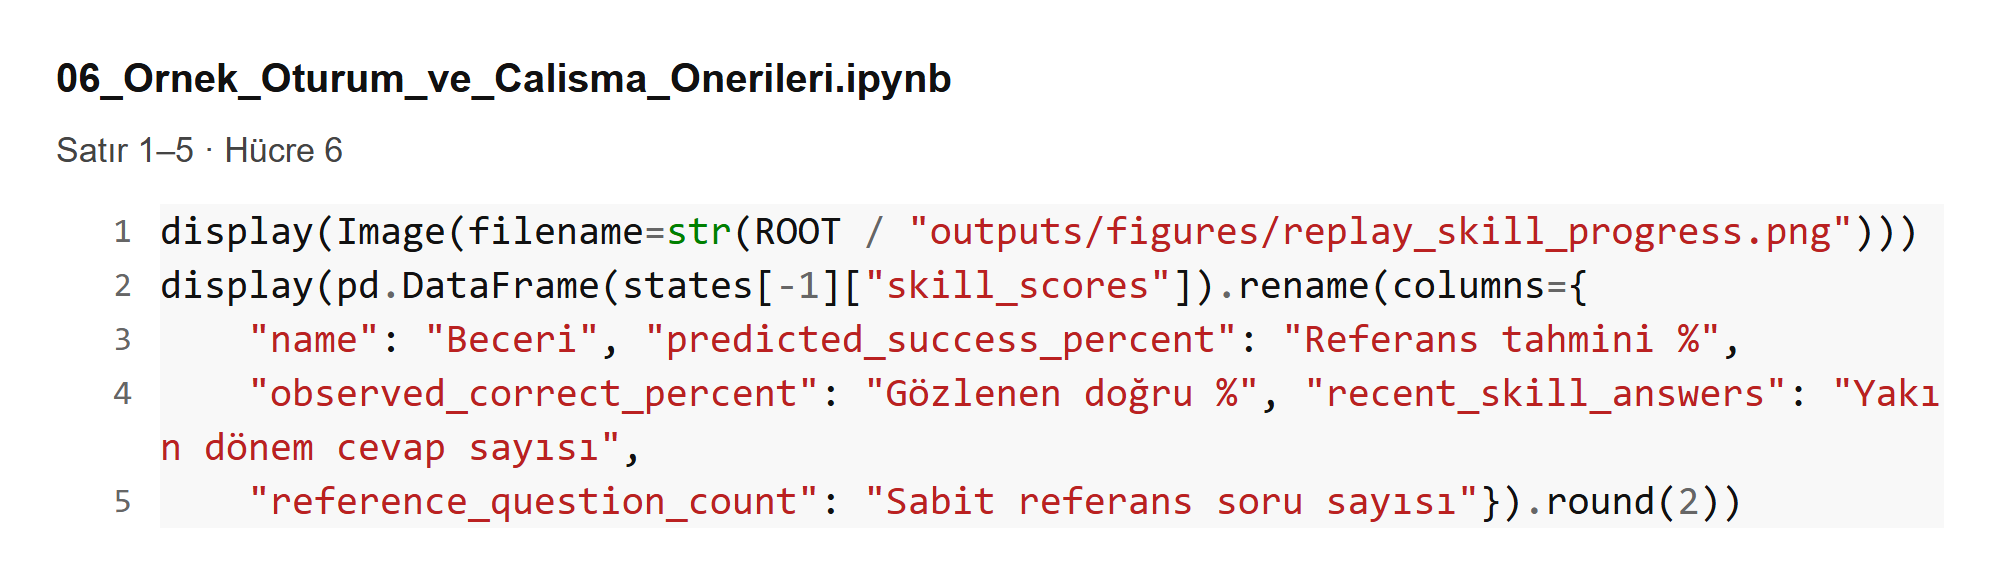 06_Ornek_Oturum_ve_Calisma_Onerileri.ipynb
Satır 1–5 · Hücre 6
1 display(Image(filename=str(ROOT / "outputs/figures/replay_skill_progress.png")))
2 display(pd.DataFrame(states[-1]["skill_scores"]).rename(columns={
3     "name": "Beceri", "predicted_success_percent": "Referans tahmini %",
4     "observed_correct_percent": "Gözlenen doğru %", "recent_skill_answers": "Yakı
n dönem cevap sayısı",
5     "reference_question_count": "Sabit referans soru sayısı"}).round(2))